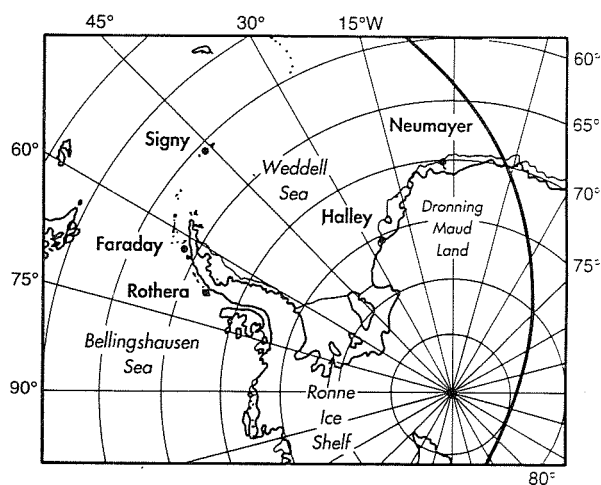 45° 30° 15°W
60°
65°
Neumayer
Signy
60°
Weddell
Sea
70°
Halley
Dronning
Maud
Land
Faraday
75°
75°
Rothera
Bellingshausen
Sea
90°
Ronne
Ice
Shelf
80°